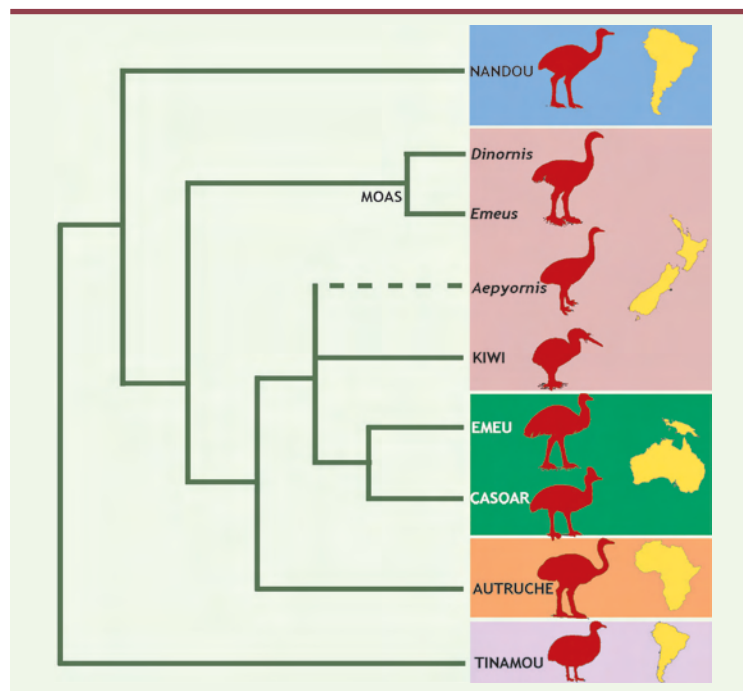 NANDOU
Dinornis
MOAS
Emeus
Aepyornis
KIWI
EMEU
CASOAR
AUTRUCHE
TINAMOU